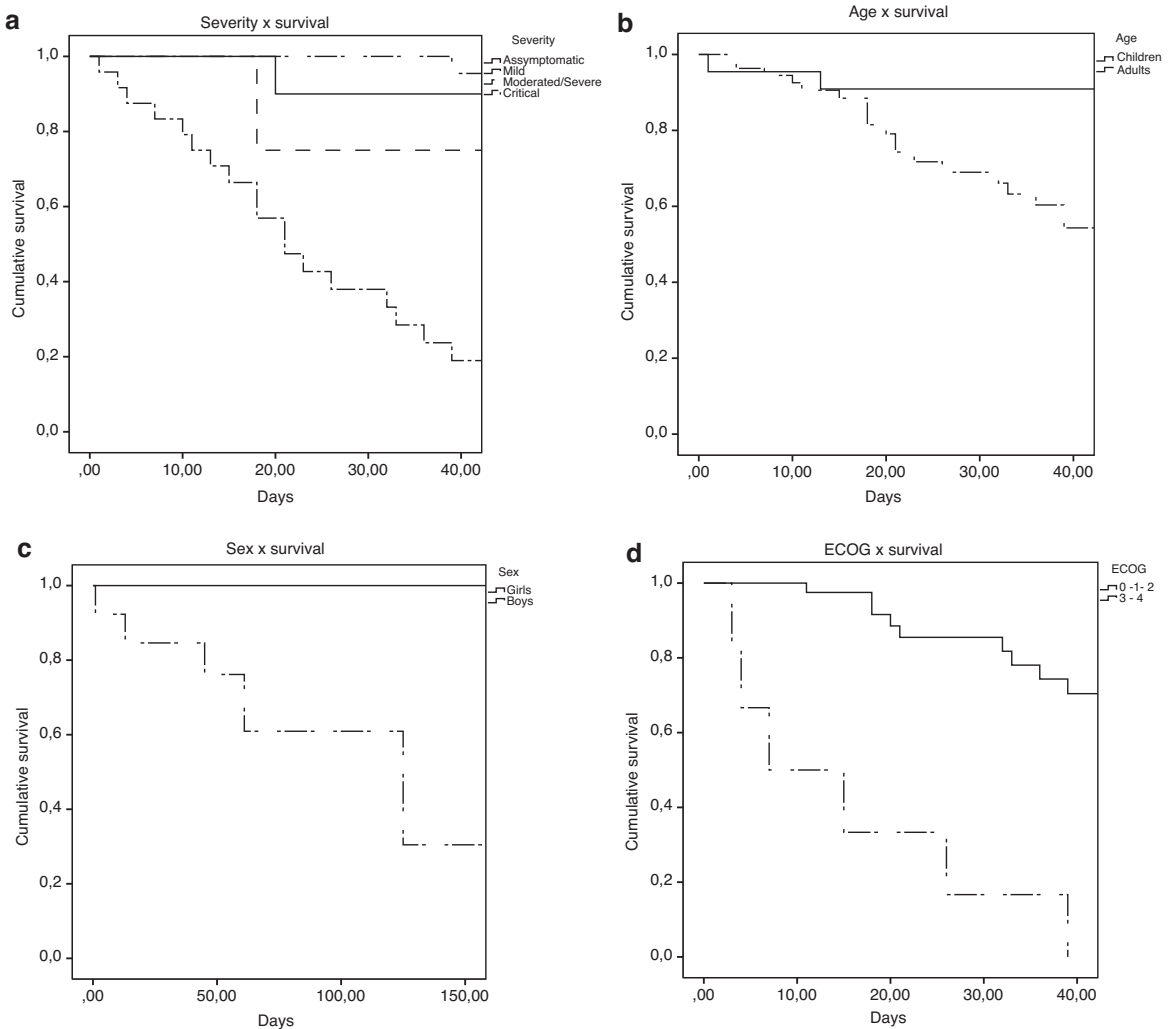 a
Severity x survival
Severity
Assymptomatic
Mild
Moderated/Severe
Critical
1,0
0,8
0,6
0,4
0,2
0,0
Cumulative survival
,00 10,00 20,00 30,00 40,00
Days
b
Age x survival
Age
Children
Adults
1,0
0,8
0,6
0,4
0,2
0,0
Cumulative survival
,00 10,00 20,00 30,00 40,00
Days
c
Sex x survival
Sex
Girls
Boys
1,0
0,8
0,6
0,4
0,2
0,0
Cumulative survival
,00 50,00 100,00 150,00
Days
d
ECOG x survival
ECOG
0 -1- 2
3 - 4
1,0
0,8
0,6
0,4
0,2
0,0
Cumulative survival
,00 10,00 20,00 30,00 40,00
Days